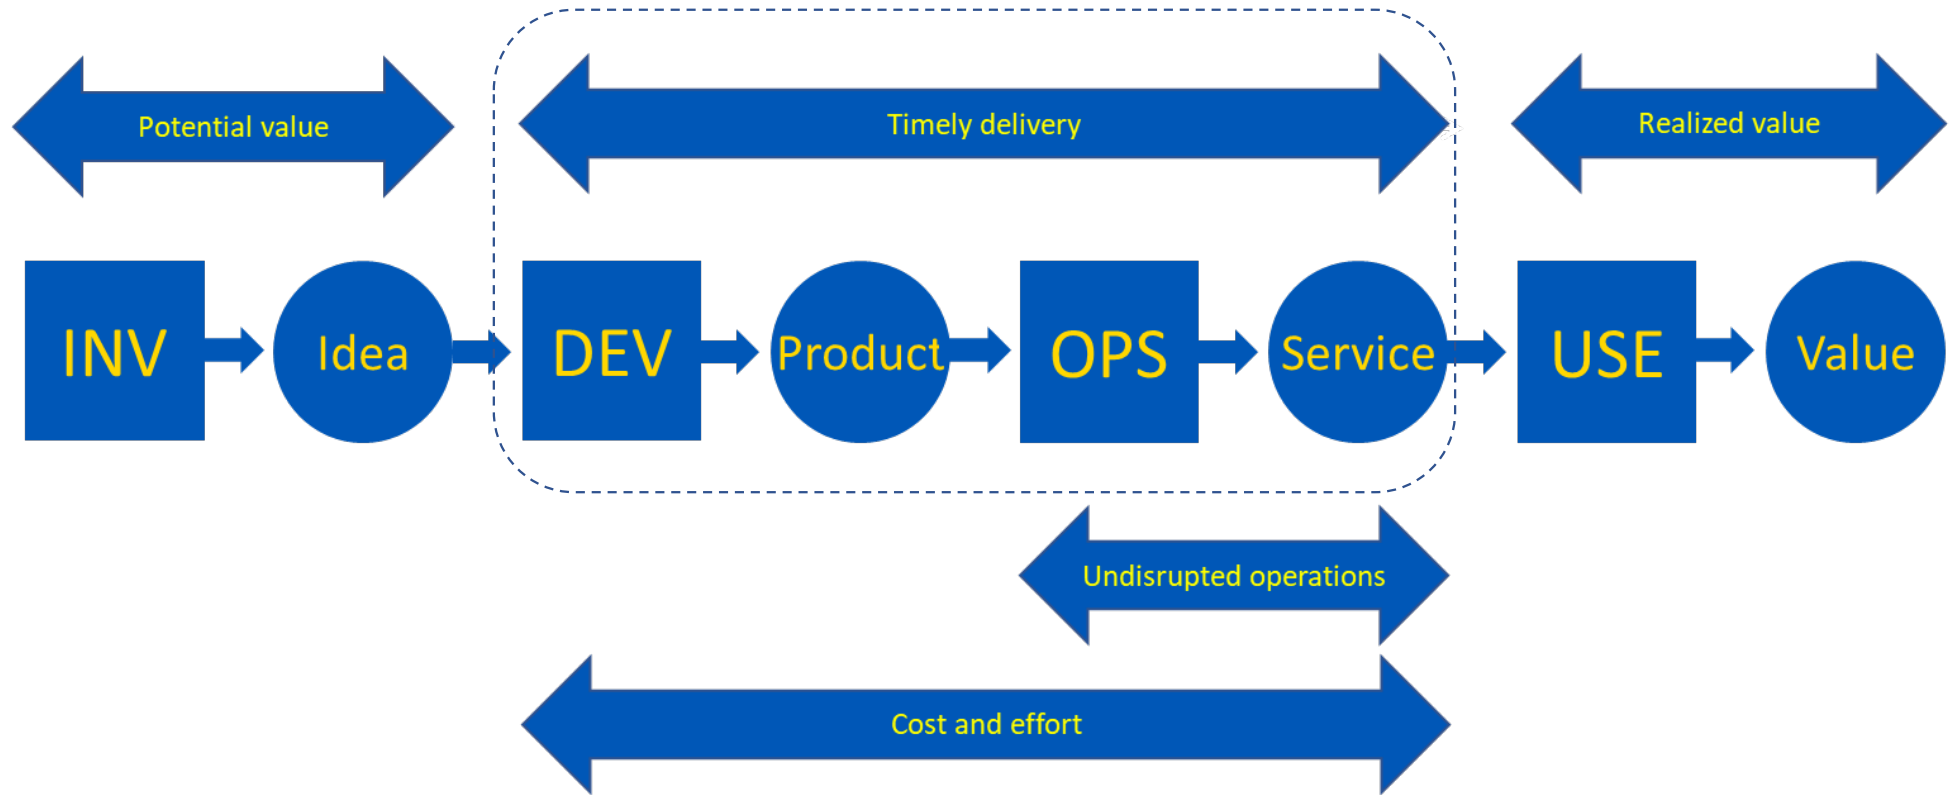 Potential value
Timely delivery
Realized value
INV
Idea
DEV
Product
OPS
Service
USE
Value
Undisrupted operations
Cost and effort